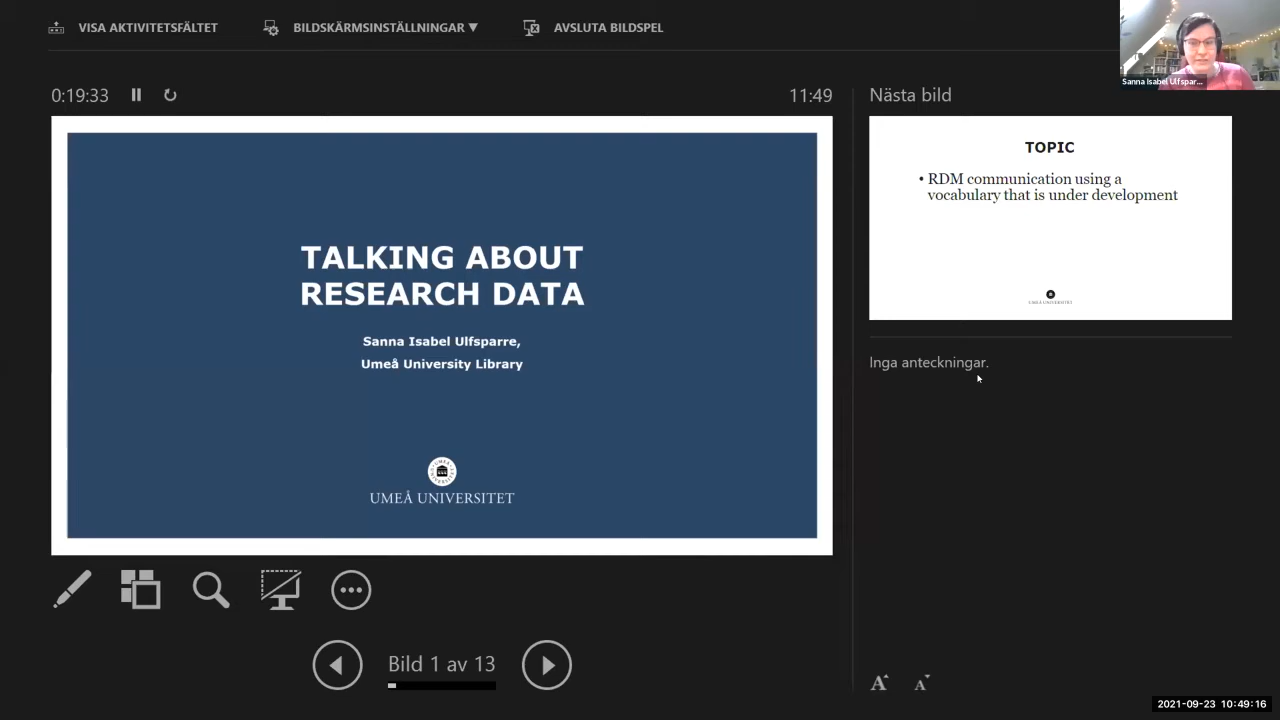 VISA AKTIVITETSFÄLTET
BILDSKÄRMSINSTÄLLNINGAR ▼
AVSLUTA BILDSPEL
Sanna Isabel Ulfspar...
0:19:33
11:49
Nästa bild
TALKING ABOUT
RESEARCH DATA
Sanna Isabel Ulfsparre,
Umeå University Library
UMEÅ UNIVERSITET
TOPIC
• RDM communication using a
vocabulary that is under development
UMEÅ UNIVERSITET
Inga anteckningar.
Bild 1 av 13
A A
2021-09-23 10:49:16